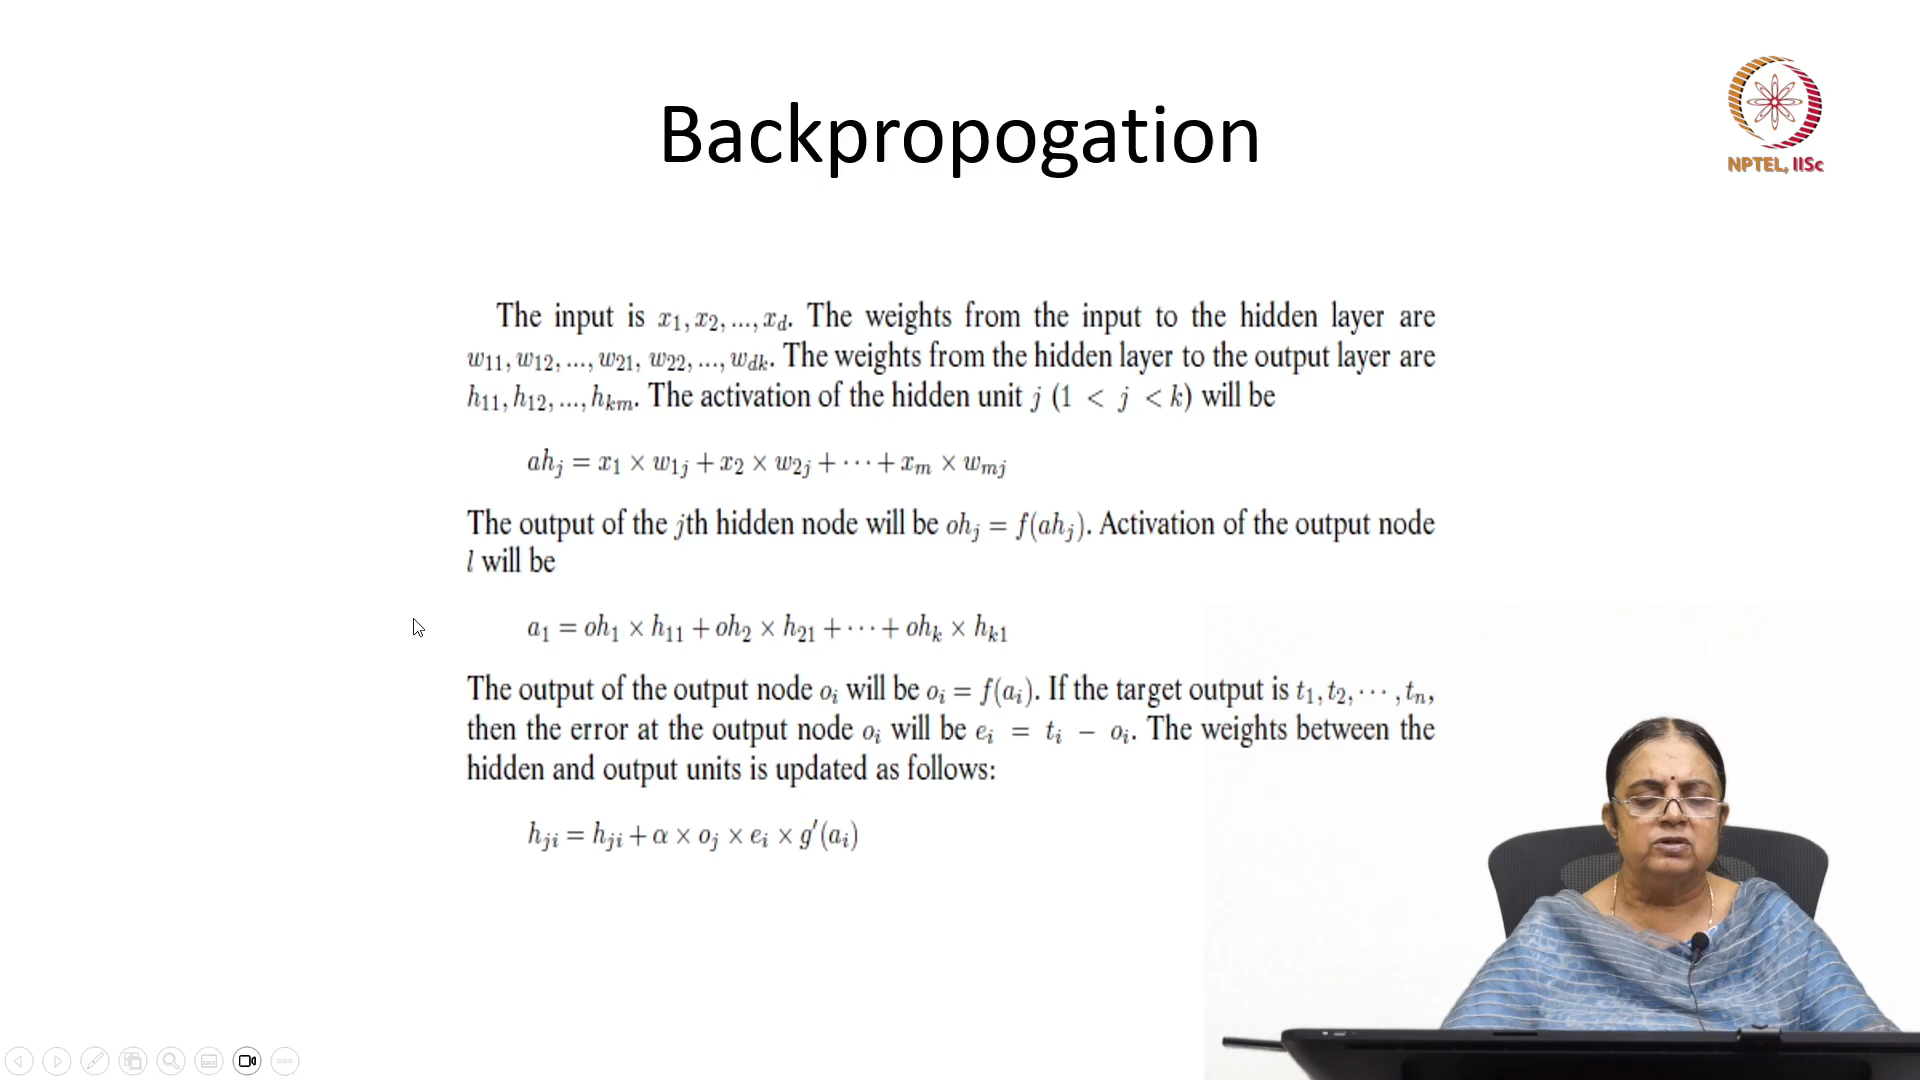 Backpropogation
NPTEL, IISc
The input is x₁, x₂, ..., x_d. The weights from the input to the hidden layer are
w₁₁, w₁₂, ..., w₂₁, w₂₂, ..., w_dk. The weights from the hidden layer to the output layer are
h₁₁, h₁₂, ..., h_km. The activation of the hidden unit j (1 < j < k) will be
ah_j = x₁ × w_1j + x₂ × w_2j + ··· + x_m × w_mj
The output of the jth hidden node will be oh_j = f(ah_j). Activation of the output node
l will be
a₁ = oh₁ × h₁₁ + oh₂ × h₂₁ + ··· + oh_k × h_k1
The output of the output node o_i will be o_i = f(a_i). If the target output is t₁, t₂, ··· , t_n,
then the error at the output node o_i will be e_i = t_i − o_i. The weights between the
hidden and output units is updated as follows:
h_ji = h_ji + α × o_j × e_i × g′(a_i)